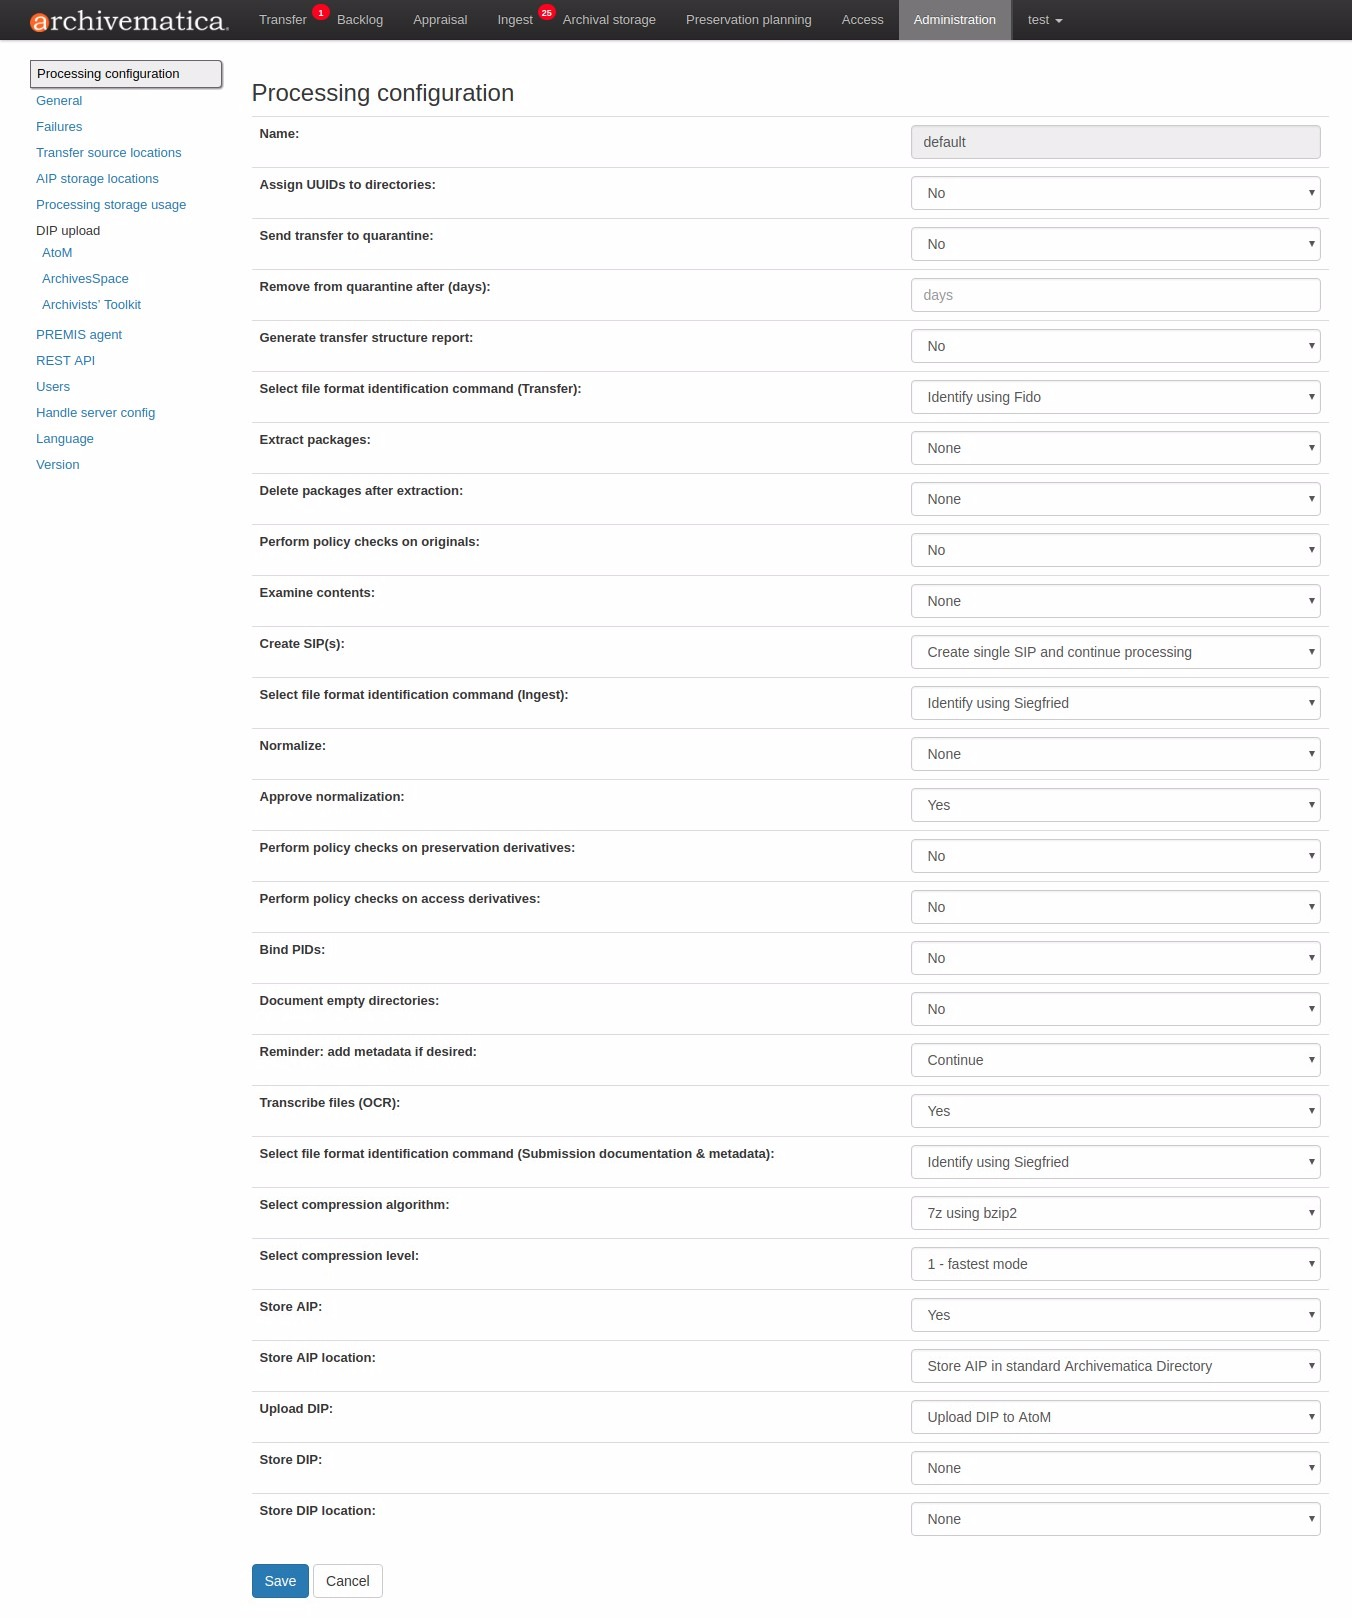 archivematica
Transfer 1 Backlog Appraisal Ingest 25 Archival storage Preservation planning Access Administration test
Processing configuration
General
Failures
Transfer source locations
AIP storage locations
Processing storage usage
DIP upload
AtoM
ArchivesSpace
Archivists' Toolkit
PREMIS agent
REST API
Users
Handle server config
Language
Version
Processing configuration
Name: default
Assign UUIDs to directories: No
Send transfer to quarantine: No
Remove from quarantine after (days): days
Generate transfer structure report: No
Select file format identification command (Transfer): Identify using Fido
Extract packages: None
Delete packages after extraction: None
Perform policy checks on originals: No
Examine contents: None
Create SIP(s): Create single SIP and continue processing
Select file format identification command (Ingest): Identify using Siegfried
Normalize: None
Approve normalization: Yes
Perform policy checks on preservation derivatives: No
Perform policy checks on access derivatives: No
Bind PIDs: No
Document empty directories: No
Reminder: add metadata if desired: Continue
Transcribe files (OCR): Yes
Select file format identification command (Submission documentation & metadata): Identify using Siegfried
Select compression algorithm: 7z using bzip2
Select compression level: 1 - fastest mode
Store AIP: Yes
Store AIP location: Store AIP in standard Archivematica Directory
Upload DIP: Upload DIP to AtoM
Store DIP: None
Store DIP location: None
Save Cancel